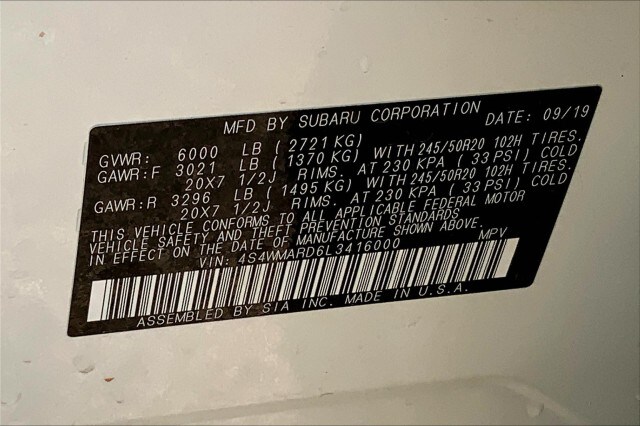 MFD BY SUBARU CORPORATION DATE: 09/19
GVWR: 6000 LB ( 2721 KG)
GAWR:F 3021 LB ( 1370 KG) WITH 245/50R20 102H TIRES.
20X7 1/2J RIMS. AT 230 KPA ( 33 PSI) COLD
GAWR:R 3296 LB ( 1495 KG) WITH 245/50R20 102H TIRES.
20X7 1/2J RIMS. AT 230 KPA ( 33 PSI) COLD
THIS VEHICLE CONFORMS TO ALL APPLICABLE FEDERAL MOTOR
VEHICLE SAFETY AND THEFT PREVENTION STANDARDS
IN EFFECT ON THE DATE OF MANUFACTURE SHOWN ABOVE.
VIN: 4S4WMARD6L3416000 MPV
ASSEMBLED BY SIA INC. MADE IN U.S.A.